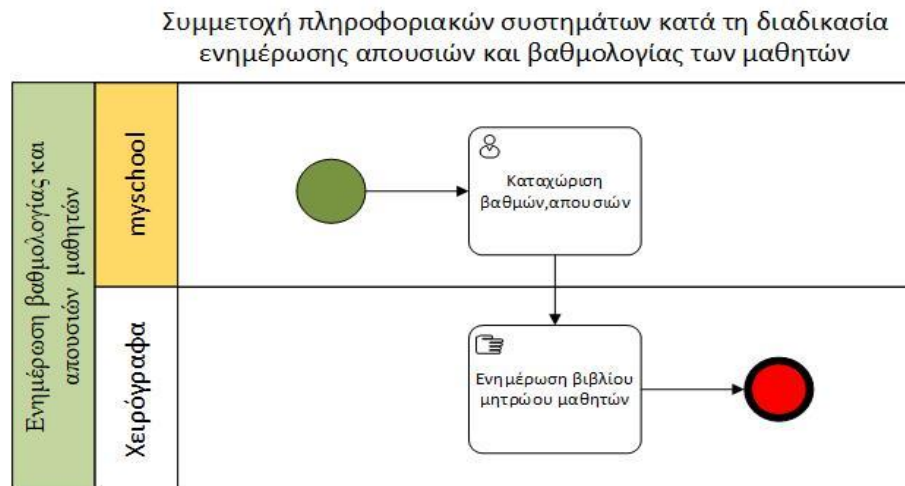 Συμμετοχή πληροφοριακών συστημάτων κατά τη διαδικασία
ενημέρωσης απουσιών και βαθμολογίας των μαθητών
Ενημέρωση βαθμολογίας και
απουσιών μαθητών
myschool
Καταχώριση
βαθμών,απουσιών
Χειρόγραφα
Ενημέρωση βιβλίου
μητρώου μαθητών